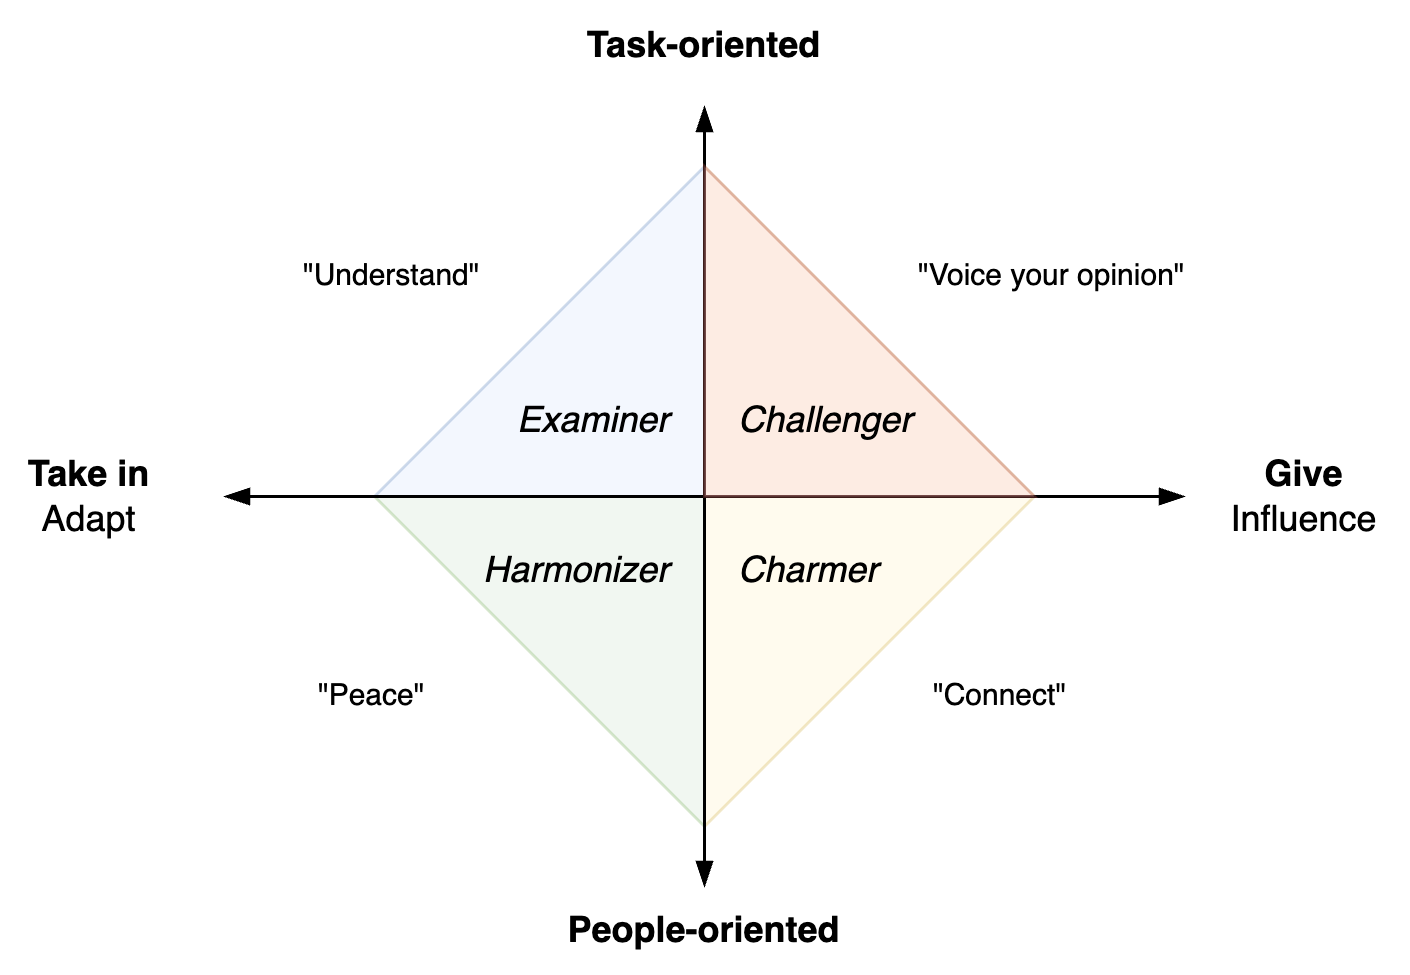 Task-oriented
"Understand"
"Voice your opinion"
Examiner
Challenger
Take in
Adapt
Give
Influence
Harmonizer
Charmer
"Peace"
"Connect"
People-oriented